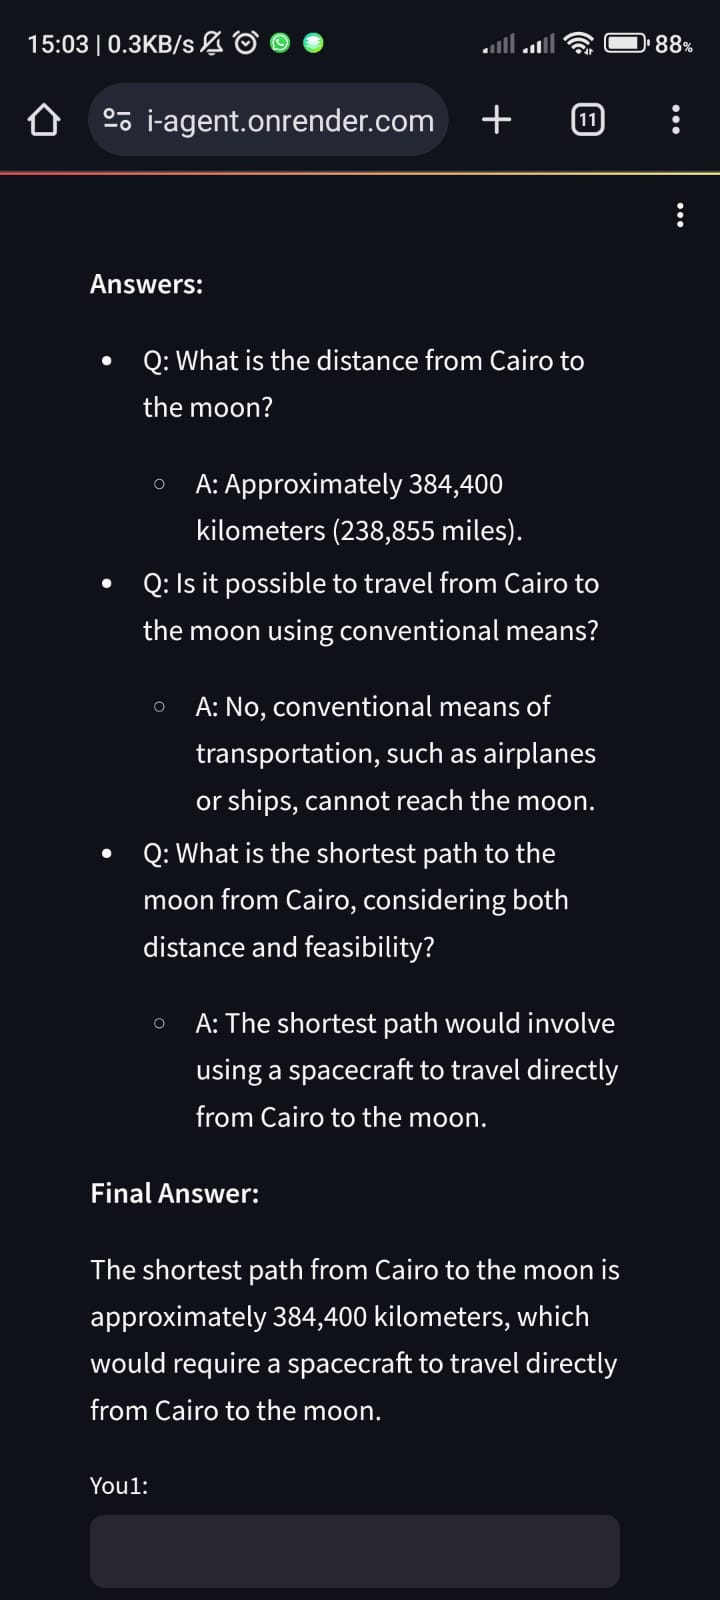 15:03 | 0.3KB/s
88%
i-agent.onrender.com
11
Answers:
• Q: What is the distance from Cairo to
the moon?
○ A: Approximately 384,400
kilometers (238,855 miles).
• Q: Is it possible to travel from Cairo to
the moon using conventional means?
○ A: No, conventional means of
transportation, such as airplanes
or ships, cannot reach the moon.
• Q: What is the shortest path to the
moon from Cairo, considering both
distance and feasibility?
○ A: The shortest path would involve
using a spacecraft to travel directly
from Cairo to the moon.
Final Answer:
The shortest path from Cairo to the moon is
approximately 384,400 kilometers, which
would require a spacecraft to travel directly
from Cairo to the moon.
You1: